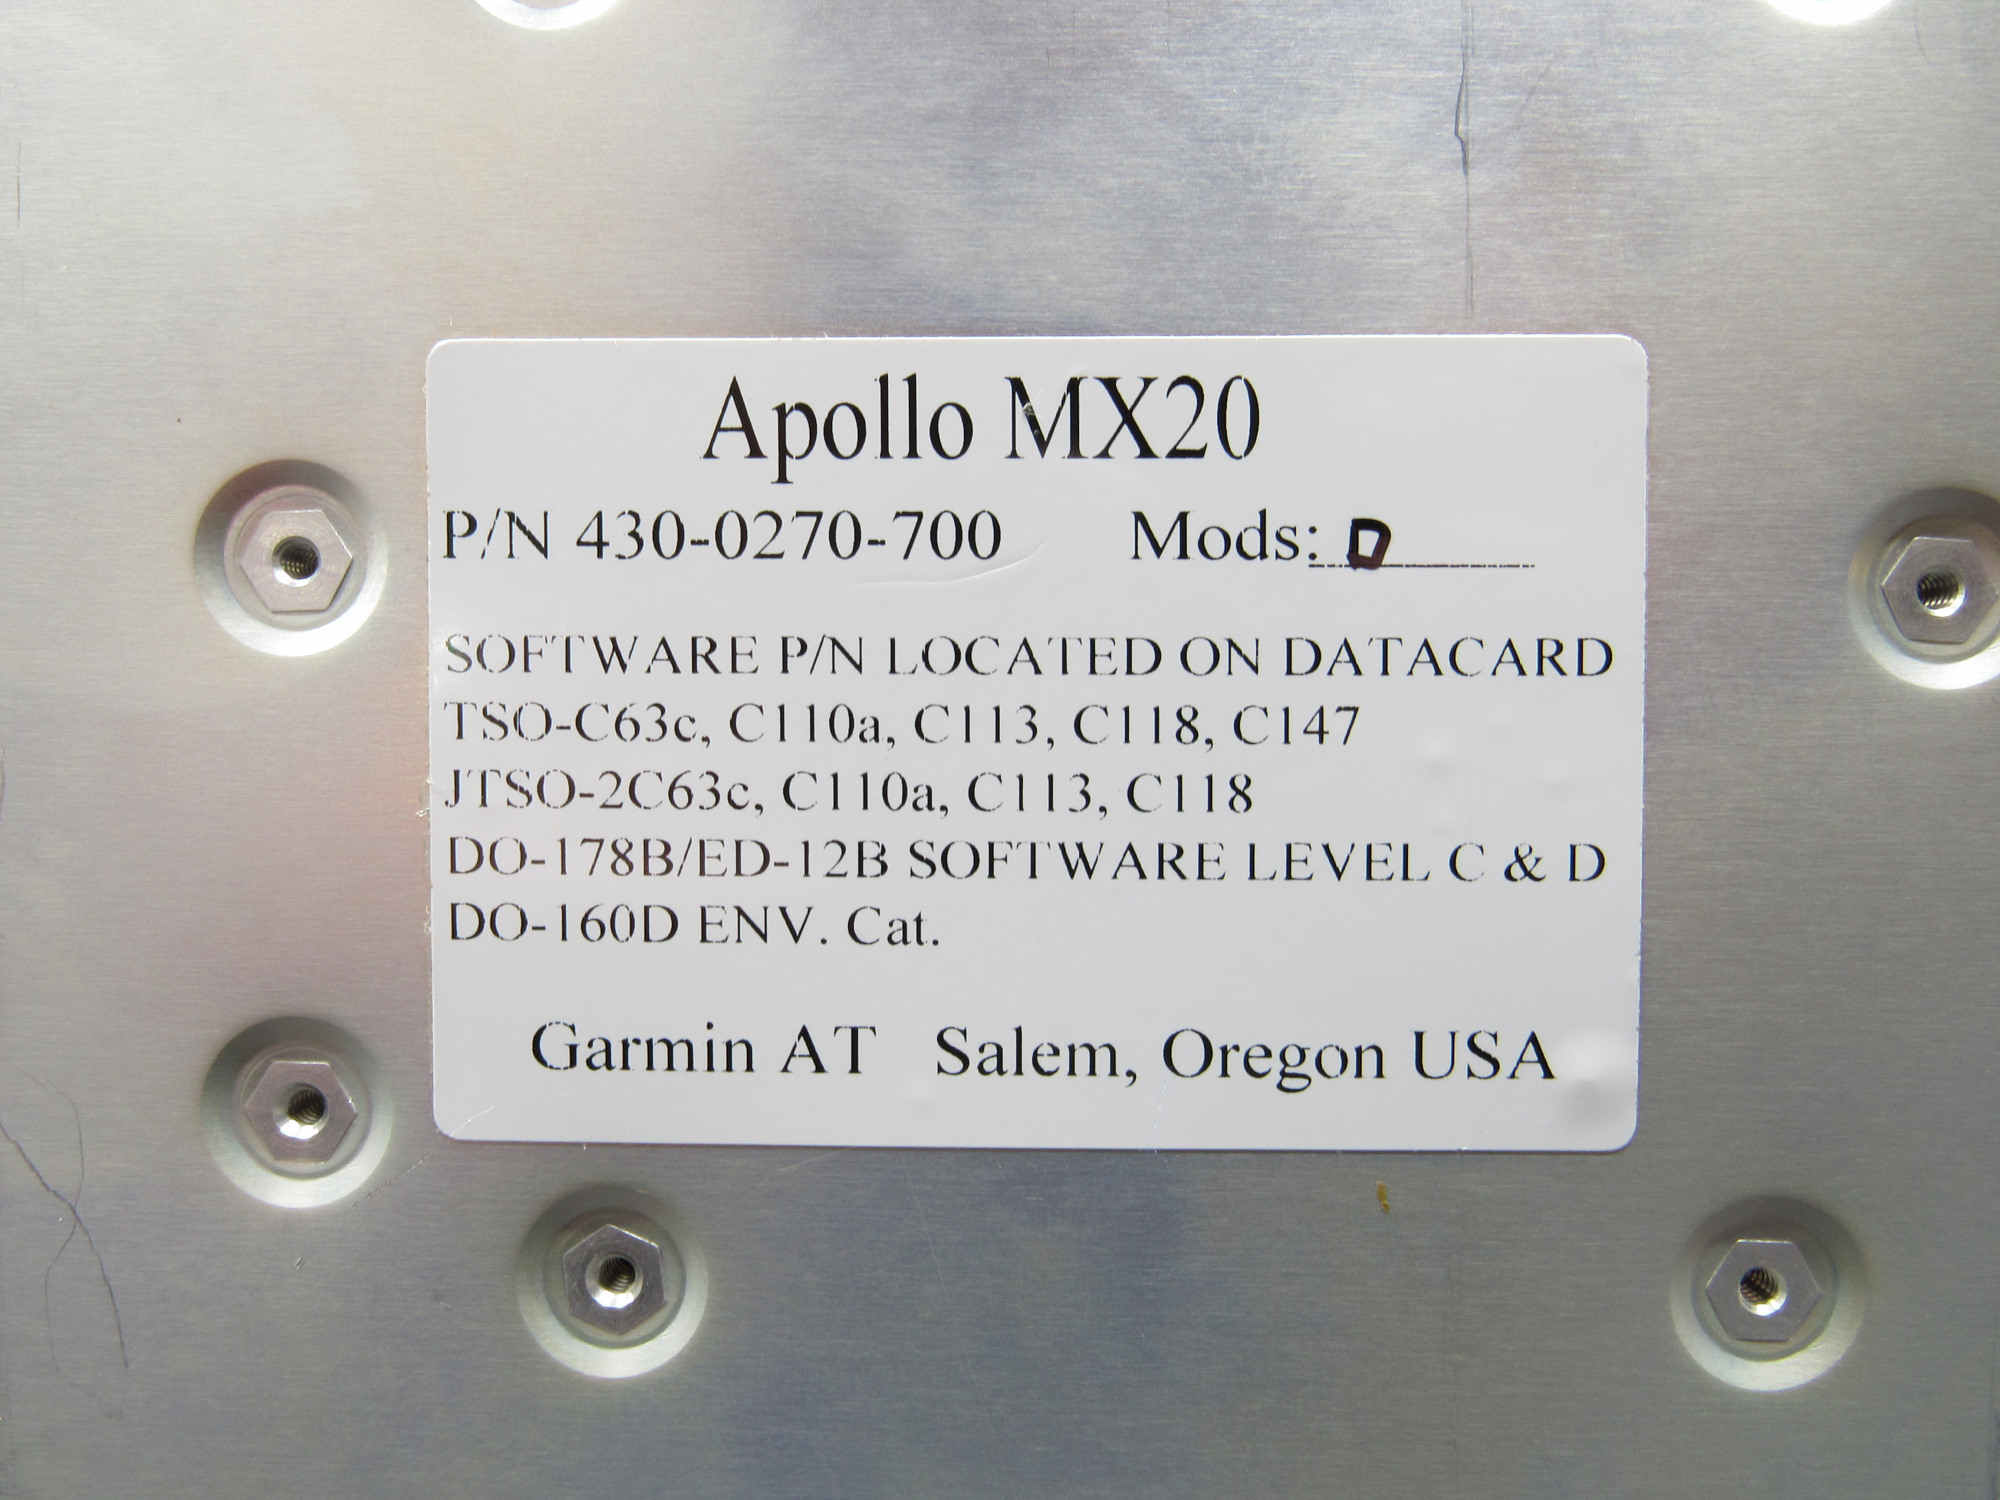 Apollo MX20
P/N 430-0270-700 Mods: D
SOFTWARE P/N LOCATED ON DATACARD
TSO-C63c, C110a, C113, C118, C147
JTSO-2C63c, C110a, C113, C118
DO-178B/ED-12B SOFTWARE LEVEL C & D
DO-160D ENV. Cat.
Garmin AT Salem, Oregon USA